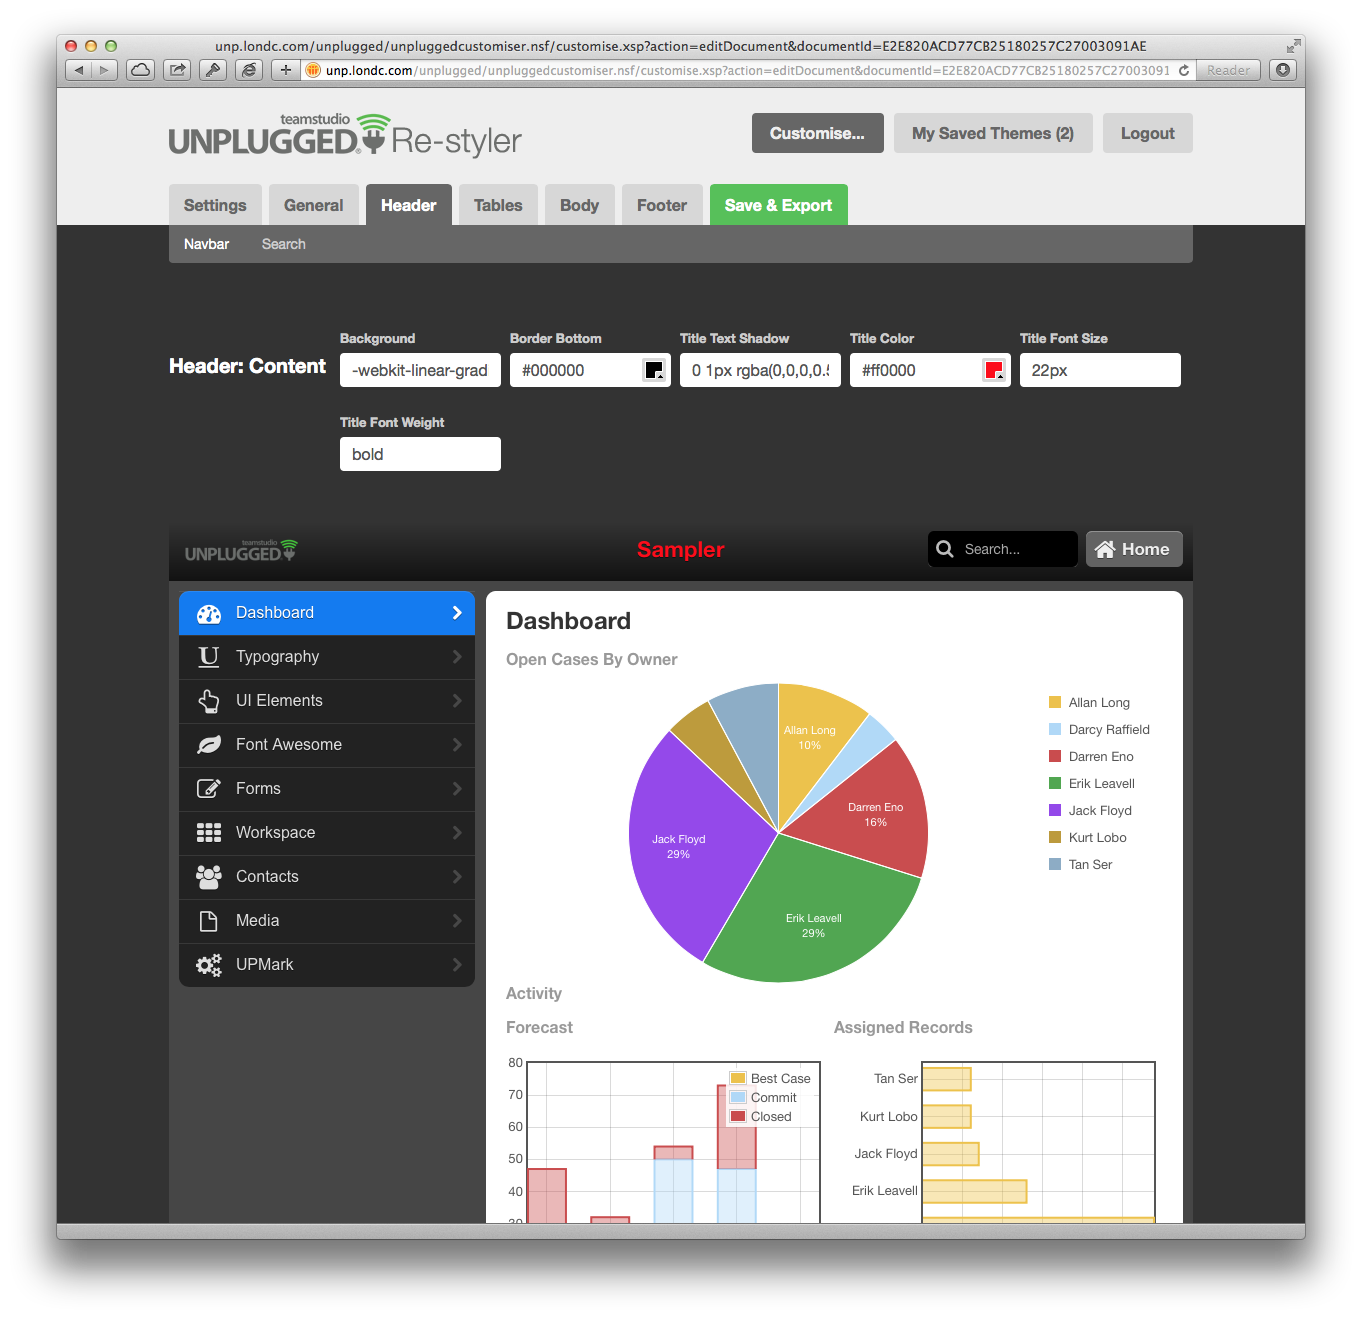 unp.londc.com/unplugged/unpluggedcustomiser.nsf/customise.xsp?action=editDocument&documentId=E2E820ACD77CB25180257C27003091AE
unp.londc.com/unplugged/unpluggedcustomiser.nsf/customise.xsp?action=editDocument&documentId=E2E820ACD77CB25180257C27003091
Reader
teamstudio
UNPLUGGED Re-styler
Customise...
My Saved Themes (2)
Logout
Settings
General
Header
Tables
Body
Footer
Save & Export
Navbar
Search
Header: Content
Background
-webkit-linear-grad
Border Bottom
#000000
Title Text Shadow
0 1px rgba(0,0,0,0.5
Title Color
#ff0000
Title Font Size
22px
Title Font Weight
bold
teamstudio
UNPLUGGED
Sampler
Search...
Home
Dashboard
Typography
UI Elements
Font Awesome
Forms
Workspace
Contacts
Media
UPMark
Dashboard
Open Cases By Owner
Allan Long
10%
Darren Eno
16%
Jack Floyd
29%
Erik Leavell
29%
Allan Long
Darcy Raffield
Darren Eno
Erik Leavell
Jack Floyd
Kurt Lobo
Tan Ser
Activity
Forecast
80
70
60
50
40
30
Best Case
Commit
Closed
Assigned Records
Tan Ser
Kurt Lobo
Jack Floyd
Erik Leavell